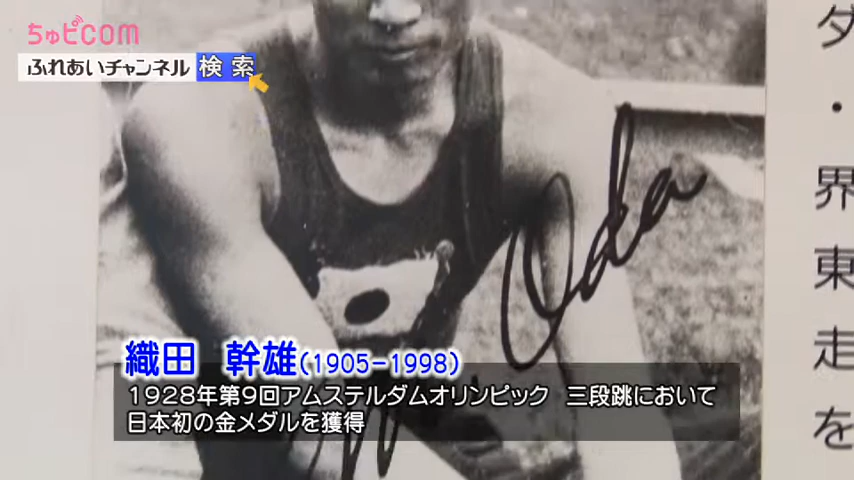 ちゅピCOM
ふれあいチャンネル 検索
Oda
織田 幹雄(1905-1998)
1928年第9回アムステルダムオリンピック 三段跳において
日本初の金メダルを獲得
ダ・界東走を